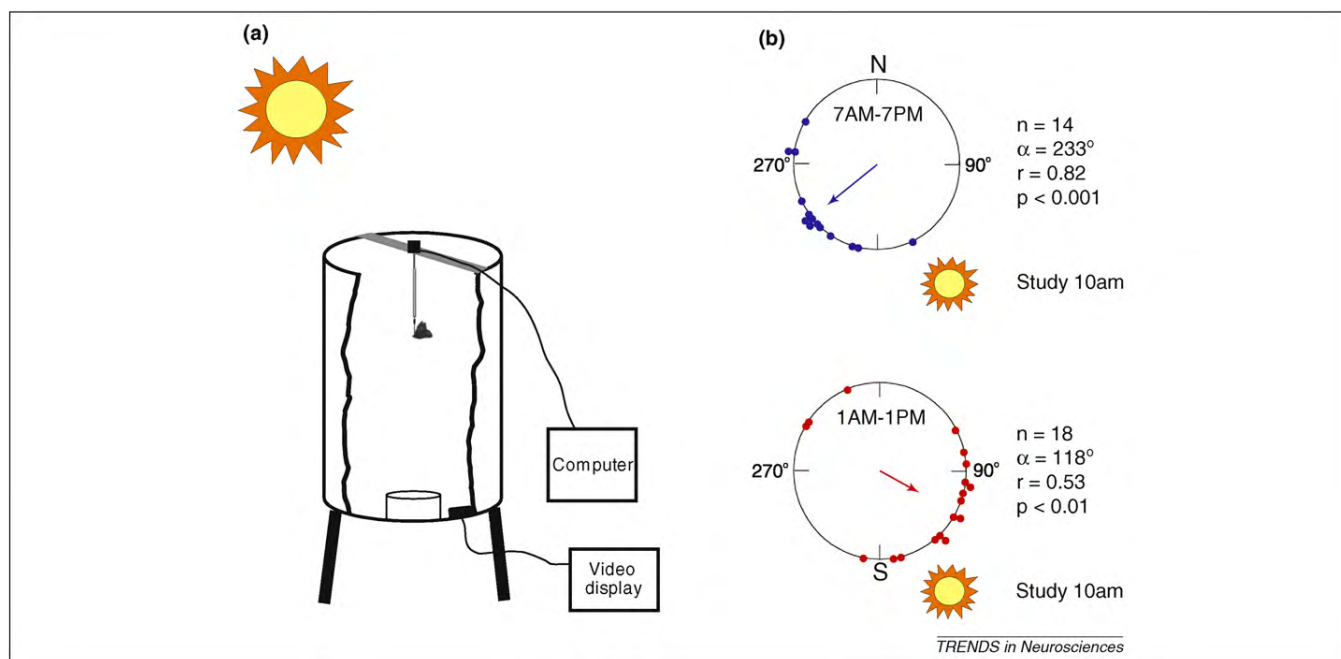 (a)
Computer
Video
display
(b)
N
7AM-7PM
270°
90°
n = 14
α = 233°
r = 0.82
p < 0.001
Study 10am
1AM-1PM
270°
90°
S
n = 18
α = 118°
r = 0.53
p < 0.01
Study 10am
TRENDS in Neurosciences